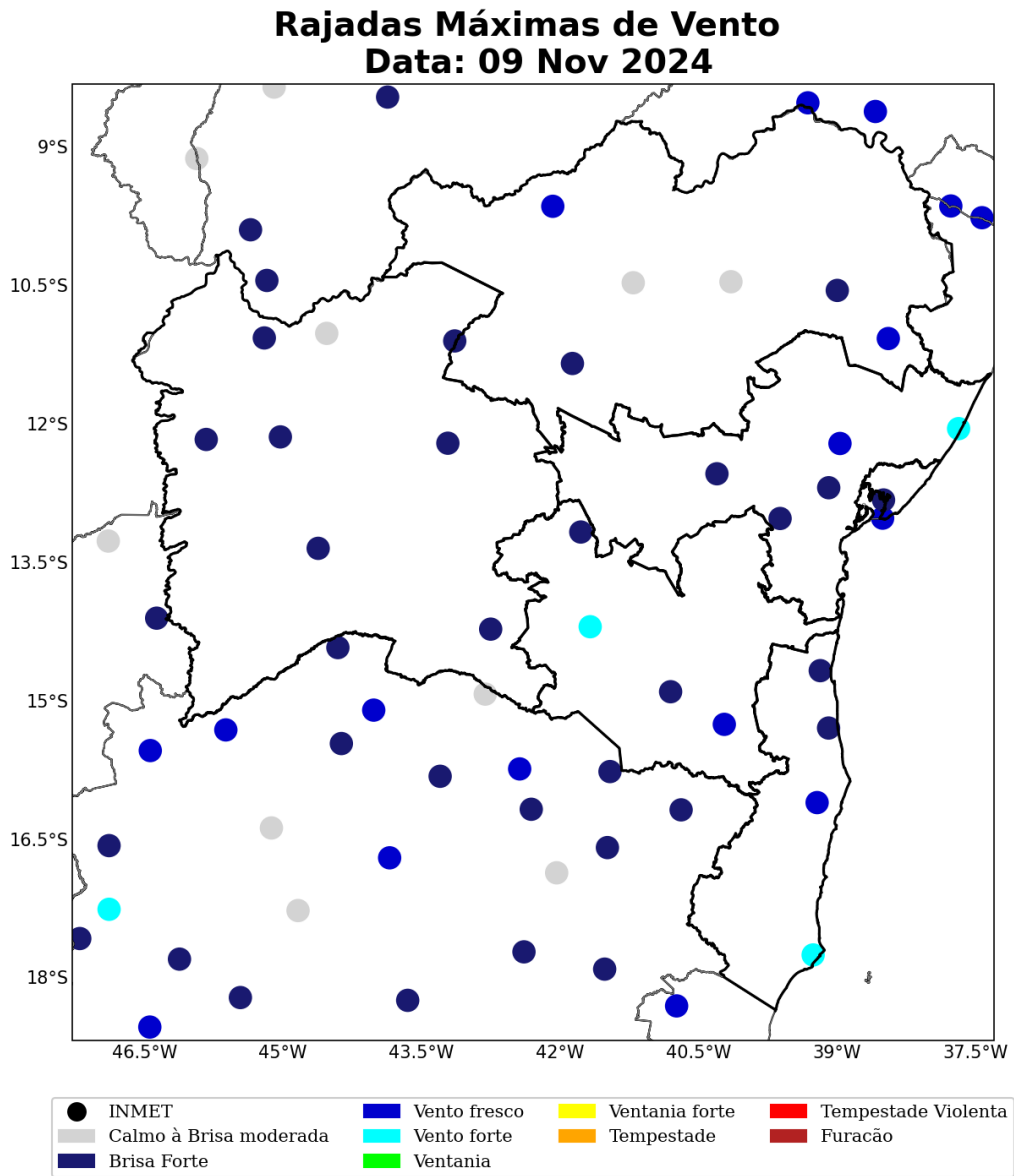 Rajadas Máximas de Vento
Data: 09 Nov 2024
9°S
10.5°S
12°S
13.5°S
15°S
16.5°S
18°S
46.5°W 45°W 43.5°W 42°W 40.5°W 39°W 37.5°W
INMET Vento fresco Ventania forte Tempestade Violenta
Calmo à Brisa moderada Vento forte Tempestade Furacão
Brisa Forte Ventania